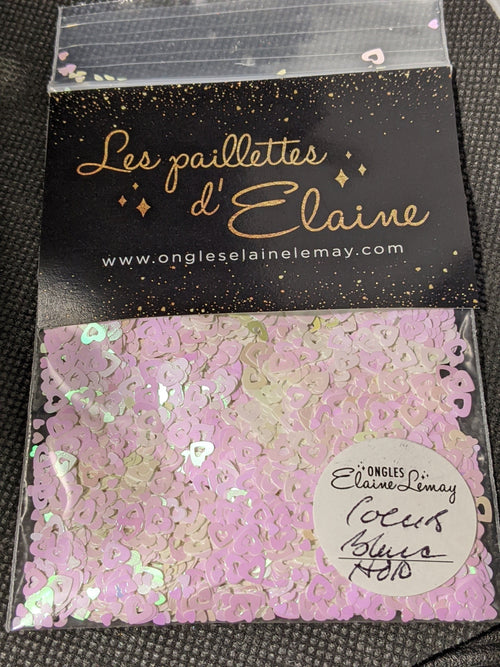 Les paillettes
d'Elaine
www.ongleselainelemay.com
ONGLES
Elaine Lemay
Coeur
Blanc